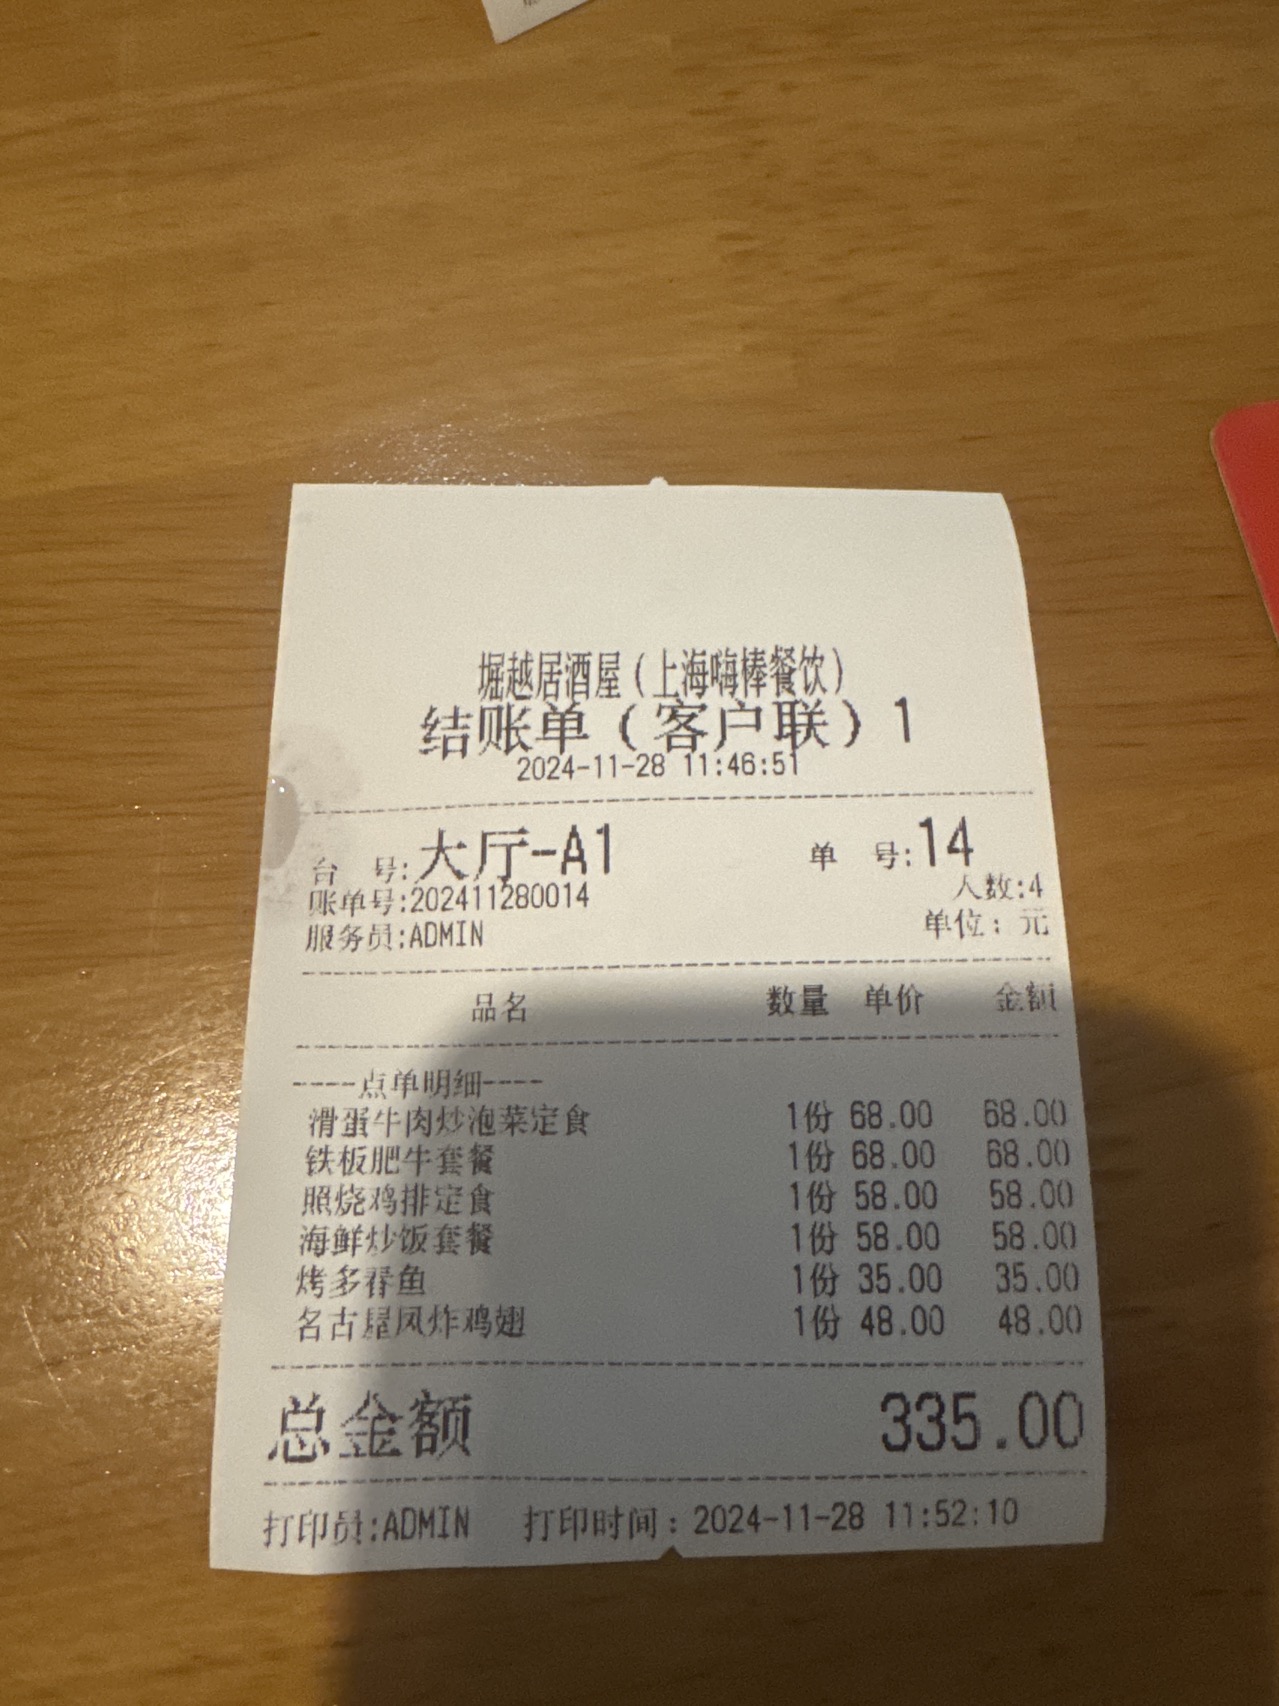 堀越居酒屋（上海嗨棒餐饮）
结账单（客户联）1
2024-11-28 11:46:51
台 号:大厅-A1 单 号:14
账单号:202411280014 人数:4
服务员:ADMIN 单位：元
品名 数量 单价 金额
----点单明细----
滑蛋牛肉炒泡菜定食 1份 68.00 68.00
铁板肥牛套餐 1份 68.00 68.00
照烧鸡排定食 1份 58.00 58.00
海鲜炒饭套餐 1份 58.00 58.00
烤多春鱼 1份 35.00 35.00
名古屋风炸鸡翅 1份 48.00 48.00
总金额 335.00
打印员:ADMIN 打印时间：2024-11-28 11:52:10